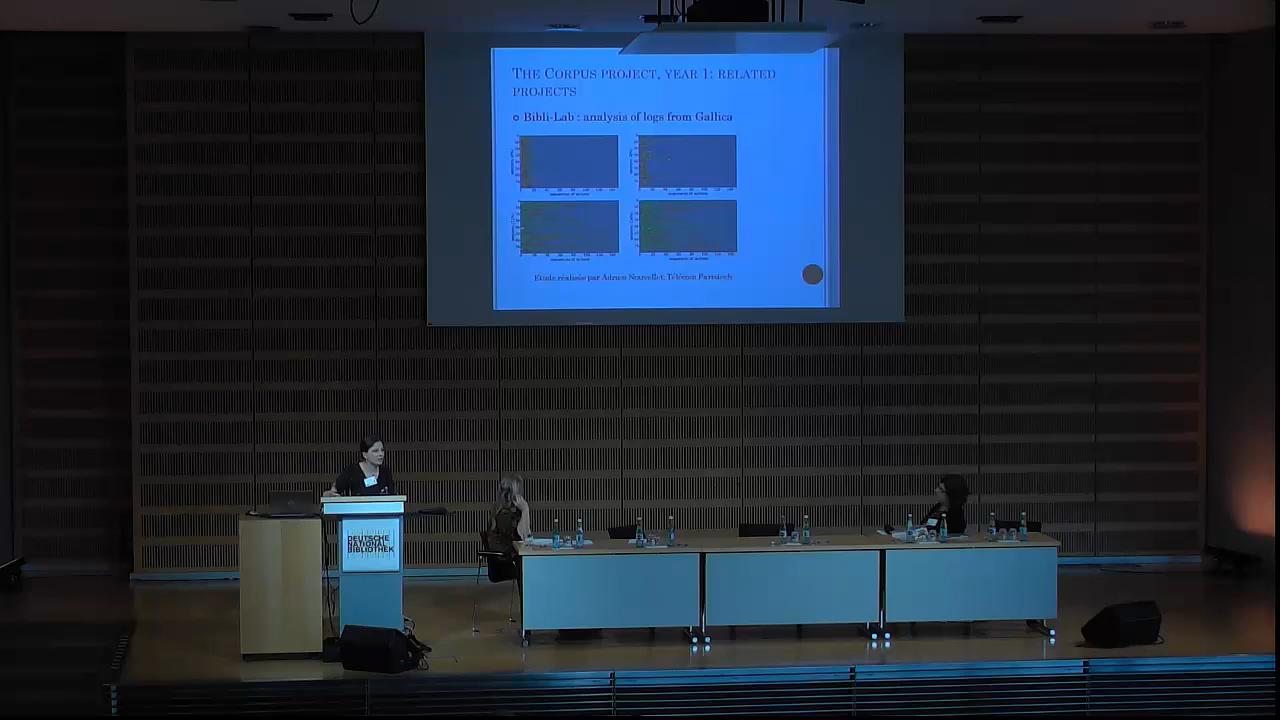 THE CORPUS PROJECT, YEAR 1: RELATED
PROJECTS
Bibli-Lab : analysis of logs from Gallica
Etude réalisée par Adrien Nouvellet, Télécom Paristech
DEUTSCHE
NATIONAL
BIBLIOTHEK